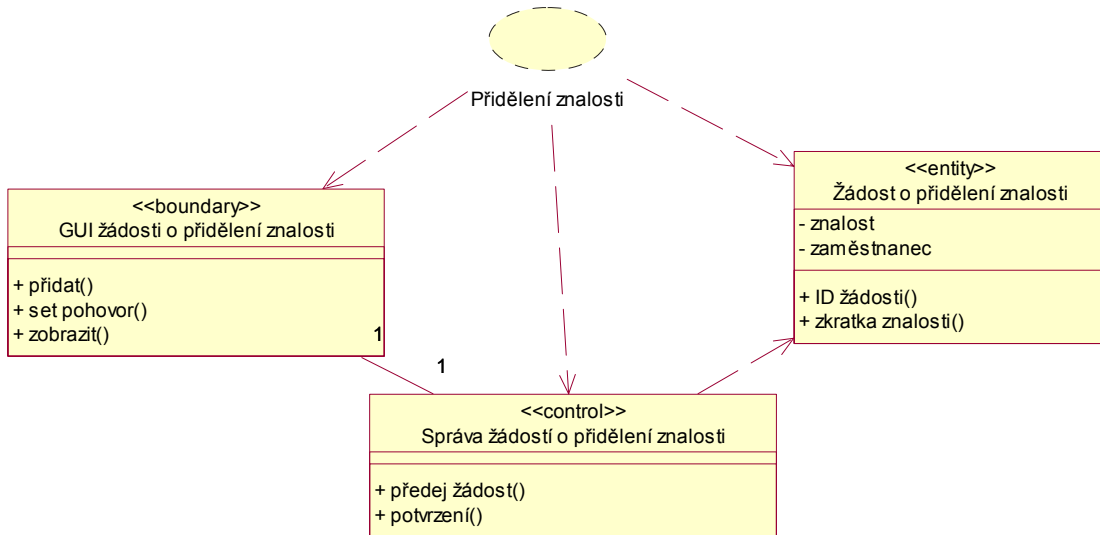 Přidělení znalosti
<<boundary>>
GUI žádosti o přidělení znalosti
+ přidat()
+ set pohovor()
+ zobrazit()
1
1
<<entity>>
Žádost o přidělení znalosti
- znalost
- zaměstnanec
+ ID žádosti()
+ zkratka znalosti()
<<control>>
Správa žádostí o přidělení znalosti
+ předej žádost()
+ potvrzení()